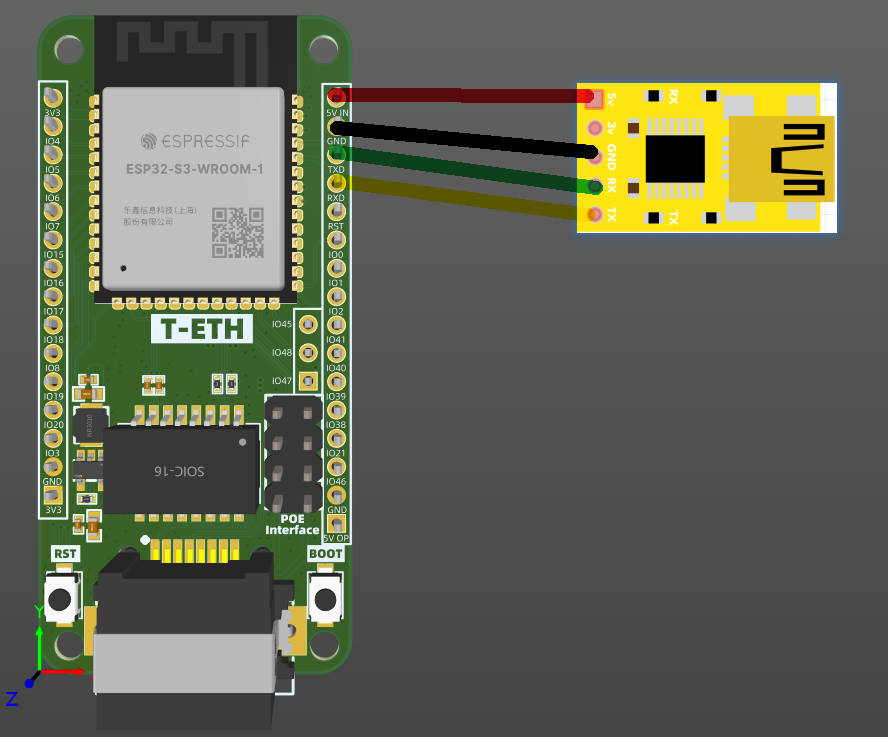 ESPRESSIF
ESP32-S3-WROOM-1
乐鑫信息科技(上海)
股份有限公司
T-ETH
3V3
IO4
IO5
IO6
IO7
IO15
IO16
IO17
IO18
IO8
IO19
IO20
IO3
GND
3V3
5V IN
GND
TXD
RXD
RST
IO0
IO1
IO2
IO41
IO40
IO39
IO38
IO21
IO46
GND
5V OP
IO45
IO48
IO47
SOIC-16
POE
Interface
RST
BOOT
5v
3v
GND
RX
TX
RX
TX
Y
Z